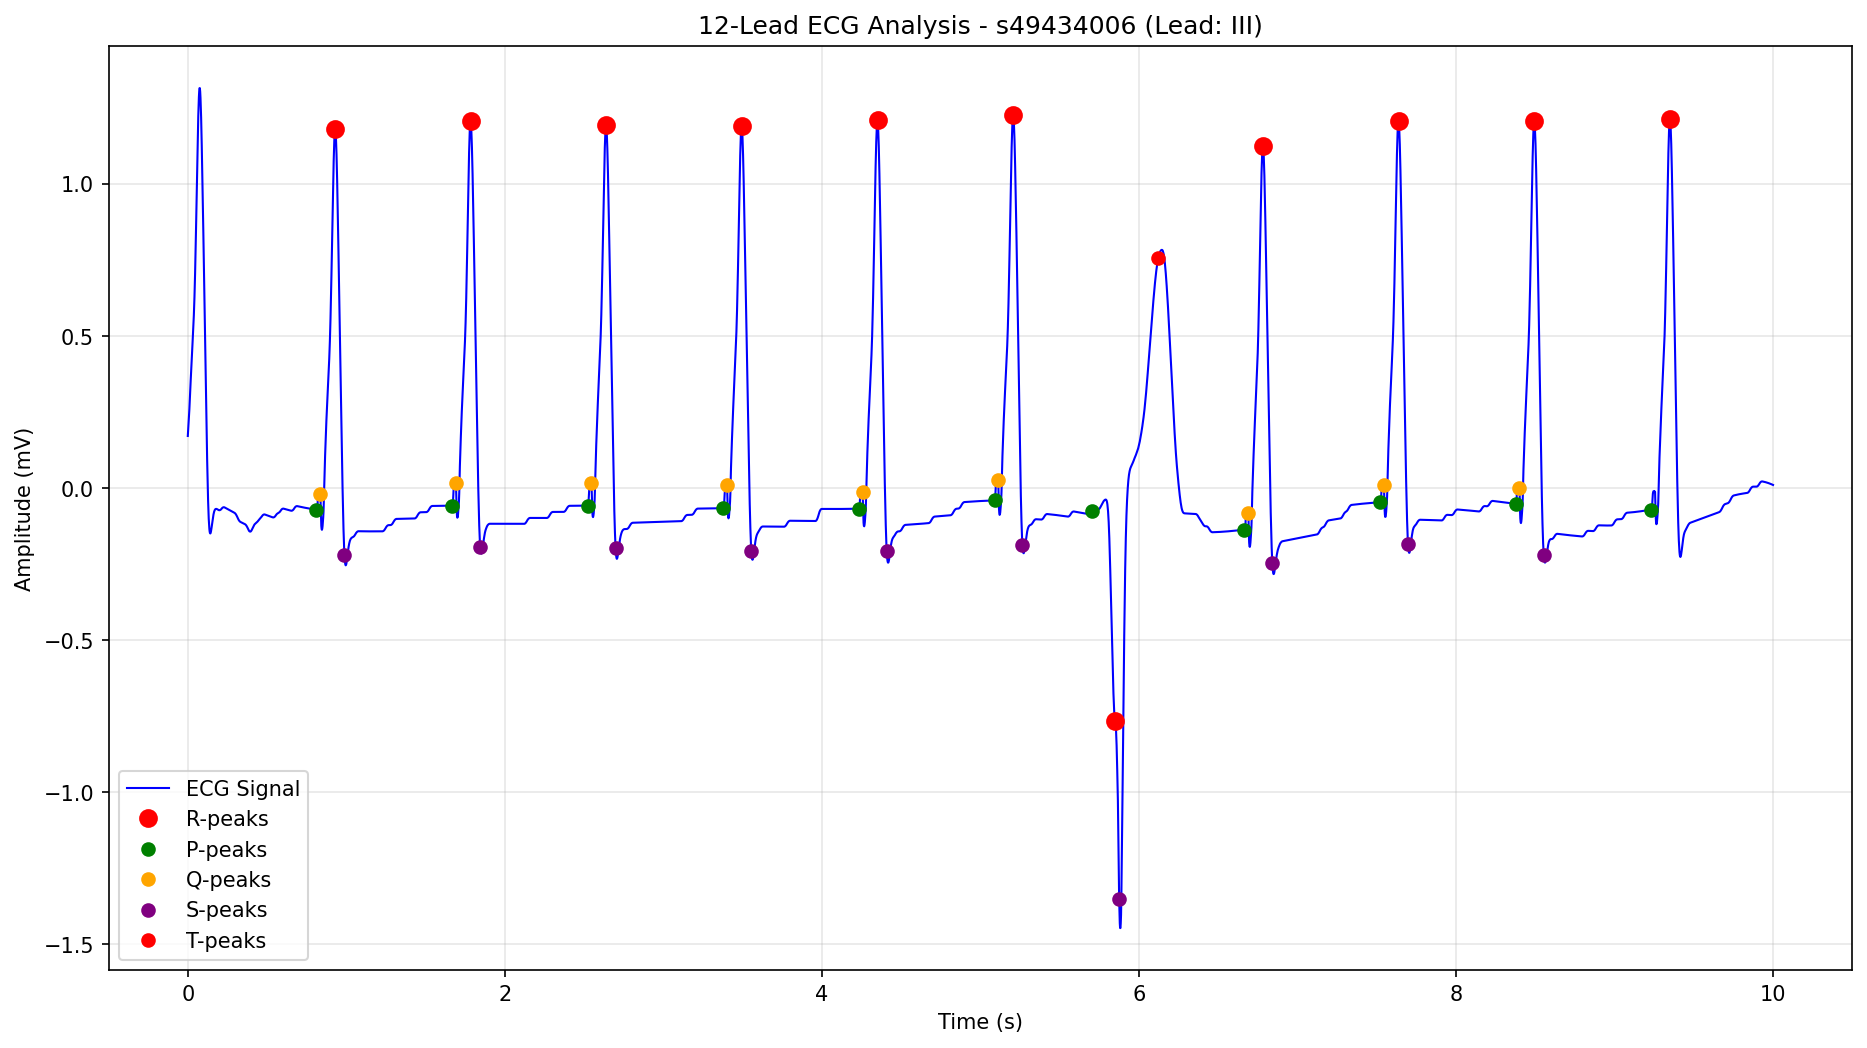 12-Lead ECG Analysis - s49434006 (Lead: III)
Amplitude (mV)
1.0
0.5
0.0
−0.5
−1.0
−1.5
ECG Signal
R-peaks
P-peaks
Q-peaks
S-peaks
T-peaks
0 2 4 6 8 10
Time (s)